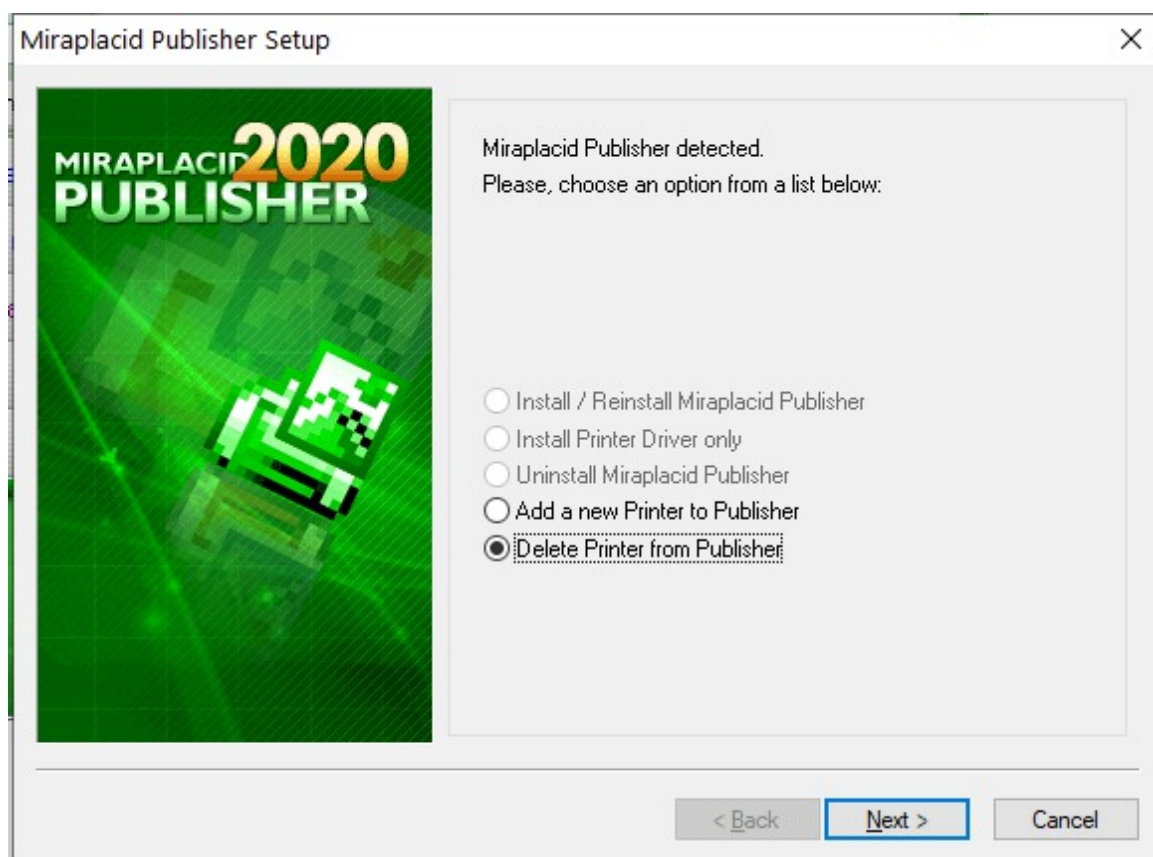 Miraplacid Publisher Setup
MIRAPLACID 2020
PUBLISHER
Miraplacid Publisher detected.
Please, choose an option from a list below:
Install / Reinstall Miraplacid Publisher
Install Printer Driver only
Uninstall Miraplacid Publisher
Add a new Printer to Publisher
Delete Printer from Publisher
< Back
Next >
Cancel